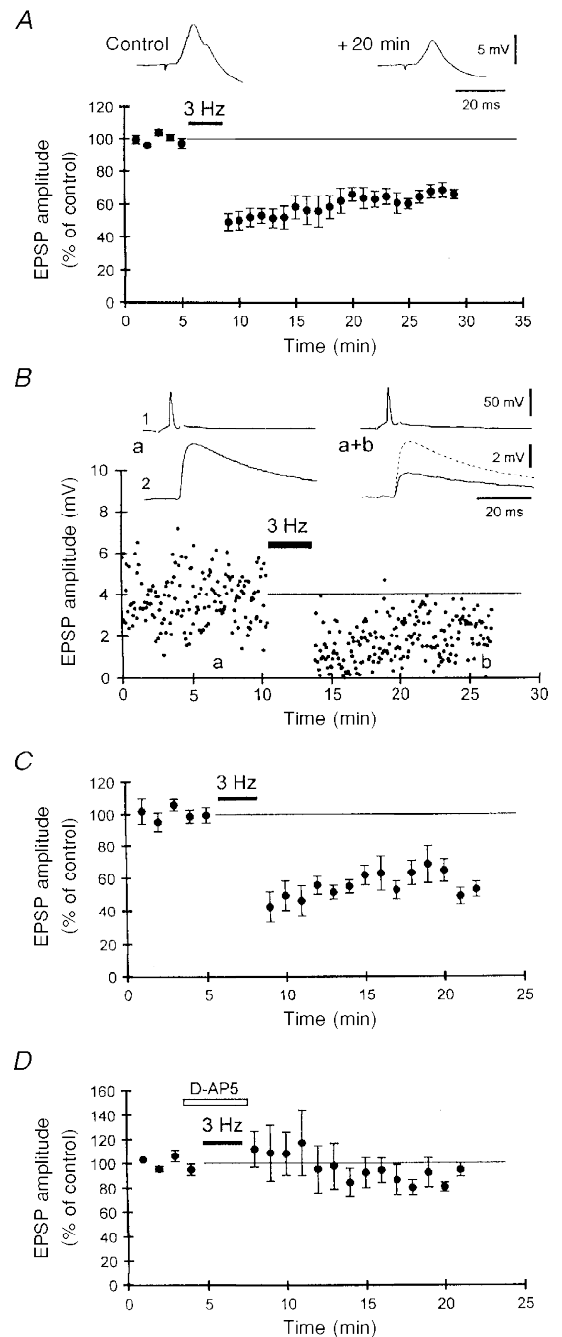 A
Control
+ 20 min
5 mV
20 ms
3 Hz
EPSP amplitude
(% of control)
120
100
80
60
40
20
0
0 5 10 15 20 25 30 35
Time (min)
B
1
a
2
a+b
50 mV
2 mV
20 ms
3 Hz
EPSP amplitude (mV)
10
8
6
4
2
0
a
b
0 5 10 15 20 25 30
Time (min)
C
3 Hz
EPSP amplitude
(% of control)
120
100
80
60
40
20
0
0 5 10 15 20 25
Time (min)
D
D-AP5
3 Hz
EPSP amplitude
(% of control)
160
140
120
100
80
60
40
20
0
0 5 10 15 20 25
Time (min)